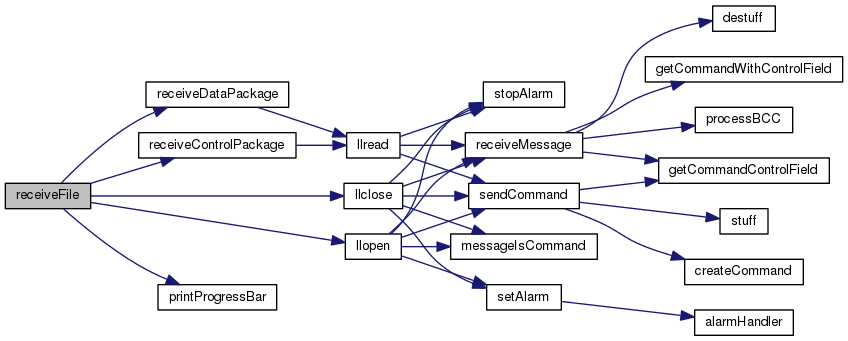 destuff
getCommandWithControlField
receiveDataPackage
stopAlarm
processBCC
receiveControlPackage
llread
receiveMessage
getCommandControlField
receiveFile
llclose
sendCommand
stuff
llopen
messageIsCommand
createCommand
printProgressBar
setAlarm
alarmHandler